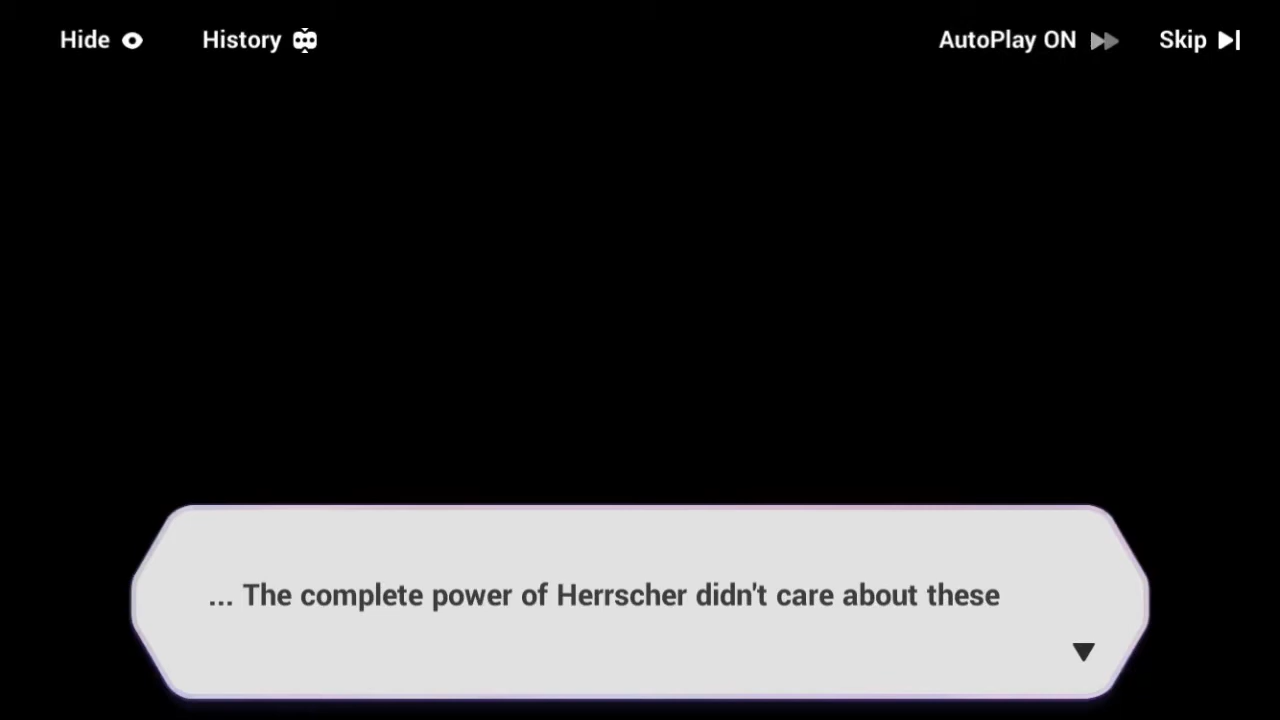 Hide
History
AutoPlay ON
Skip
... The complete power of Herrscher didn't care about these